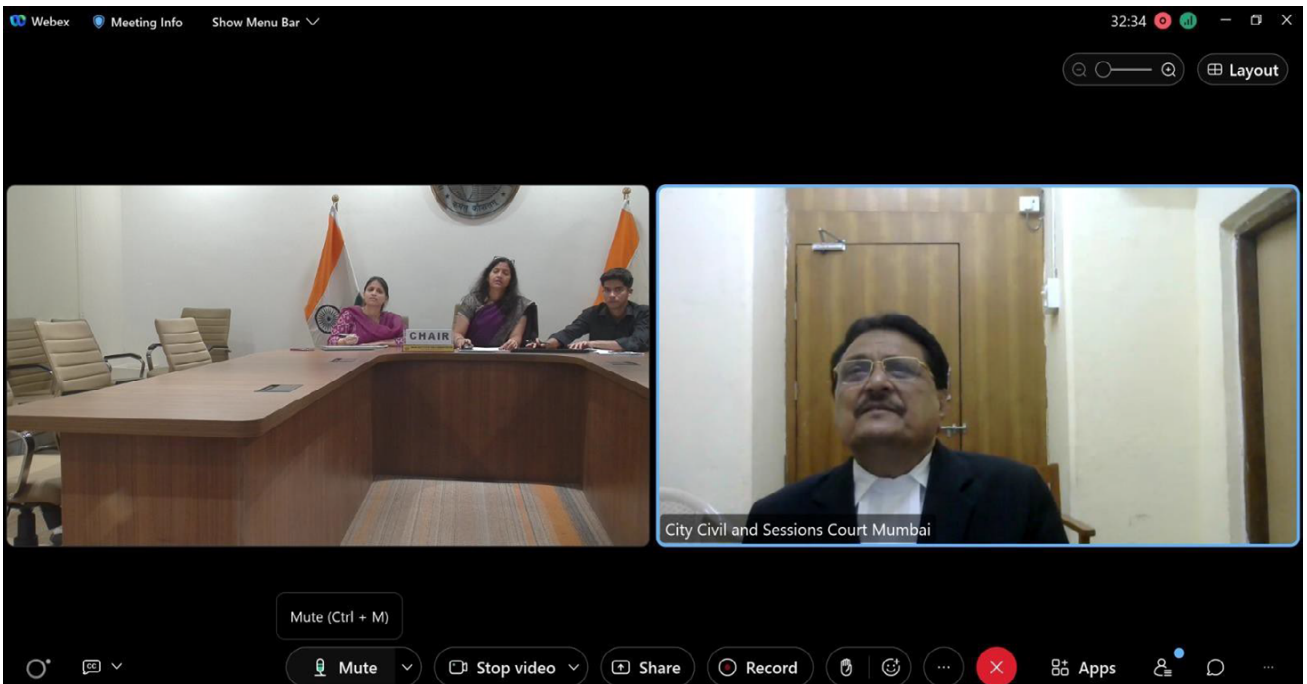 Webex
Meeting Info
Show Menu Bar
32:34
Layout
CHAIR
City Civil and Sessions Court Mumbai
Mute (Ctrl + M)
CC
Mute
Stop video
Share
Record
Apps